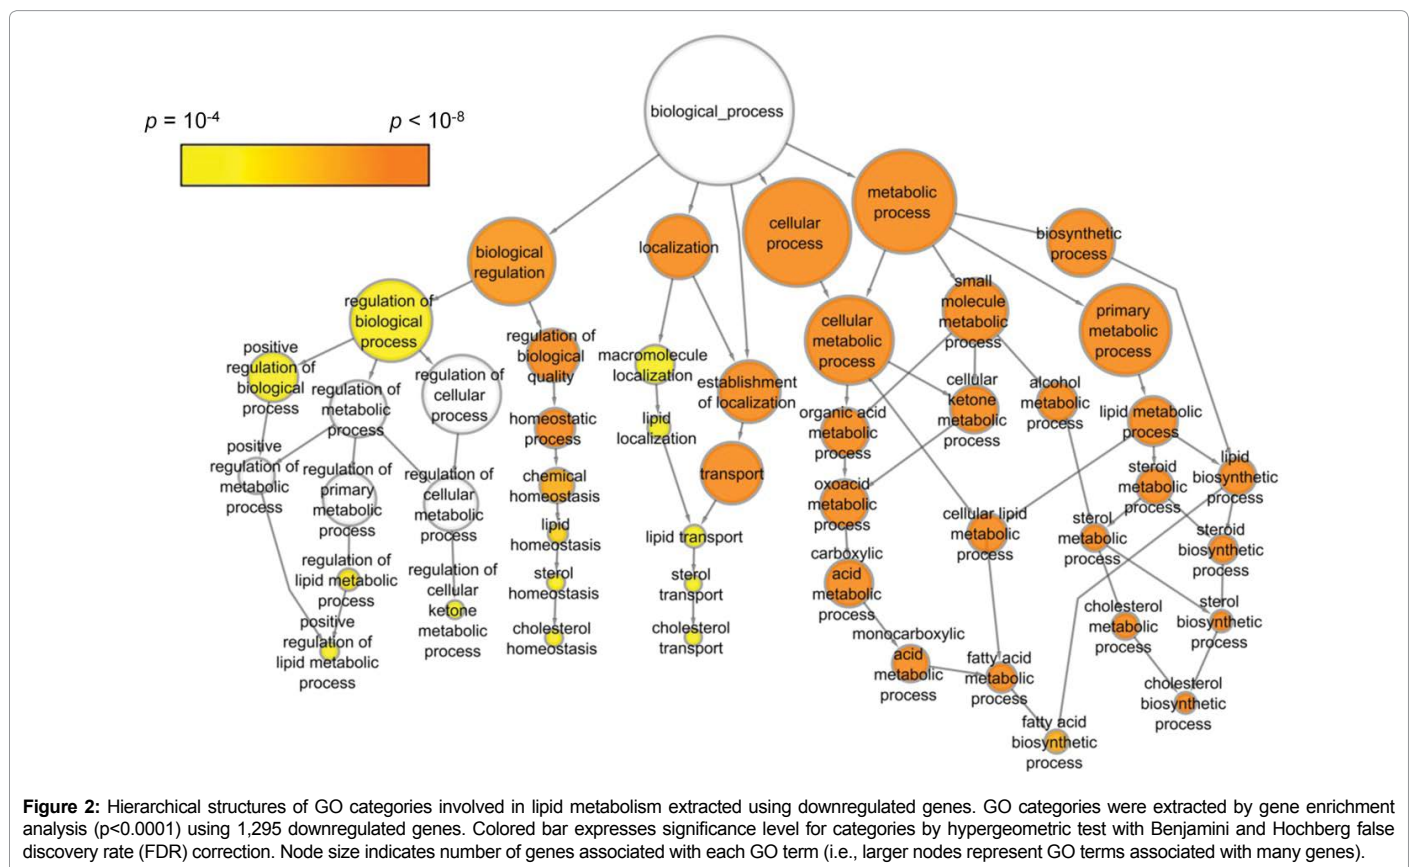 p = 10-4
p < 10-8
biological_process
metabolic
process
cellular
process
biosynthetic
process
biological
regulation
localization
regulation of
biological
process
small
molecule
metabolic
process
primary
metabolic
process
cellular
metabolic
process
regulation of
biological
quality
positive
regulation of
biological
process
regulation of
metabolic
process
regulation of
cellular
process
macromolecule
localization
establishment
of localization
cellular
ketone
metabolic
process
alcohol
metabolic
process
organic acid
metabolic
process
lipid metabolic
process
homeostatic
process
lipid
localization
positive
regulation of
metabolic
process
regulation of
primary
metabolic
process
regulation of
cellular
metabolic
process
chemical
homeostasis
transport
oxoacid
metabolic
process
steroid
metabolic
process
lipid
biosynthetic
process
lipid
homeostasis
lipid transport
cellular lipid
metabolic
process
sterol
metabolic
process
steroid
biosynthetic
process
regulation of
lipid metabolic
process
regulation of
cellular
ketone
metabolic
process
sterol
homeostasis
sterol
transport
carboxylic
acid
metabolic
process
cholesterol
metabolic
process
sterol
biosynthetic
process
positive
regulation of
lipid metabolic
process
cholesterol
homeostasis
cholesterol
transport
monocarboxylic
acid
metabolic
process
fatty acid
metabolic
process
cholesterol
biosynthetic
process
fatty acid
biosynthetic
process
Figure 2: Hierarchical structures of GO categories involved in lipid metabolism extracted using downregulated genes. GO categories were extracted by gene enrichment
analysis (p<0.0001) using 1,295 downregulated genes. Colored bar expresses significance level for categories by hypergeometric test with Benjamini and Hochberg false
discovery rate (FDR) correction. Node size indicates number of genes associated with each GO term (i.e., larger nodes represent GO terms associated with many genes).